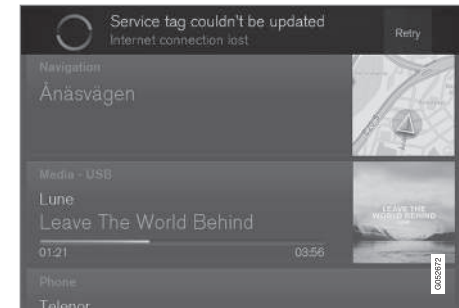 Service tag couldn't be updated
Internet connection lost
Retry
Navigation
Ånäsvägen
Media - USB
Lune
Leave The World Behind
01:21
03:56
LEAVE THE
WORLD BEHIND
Phone
Telenor
G052672